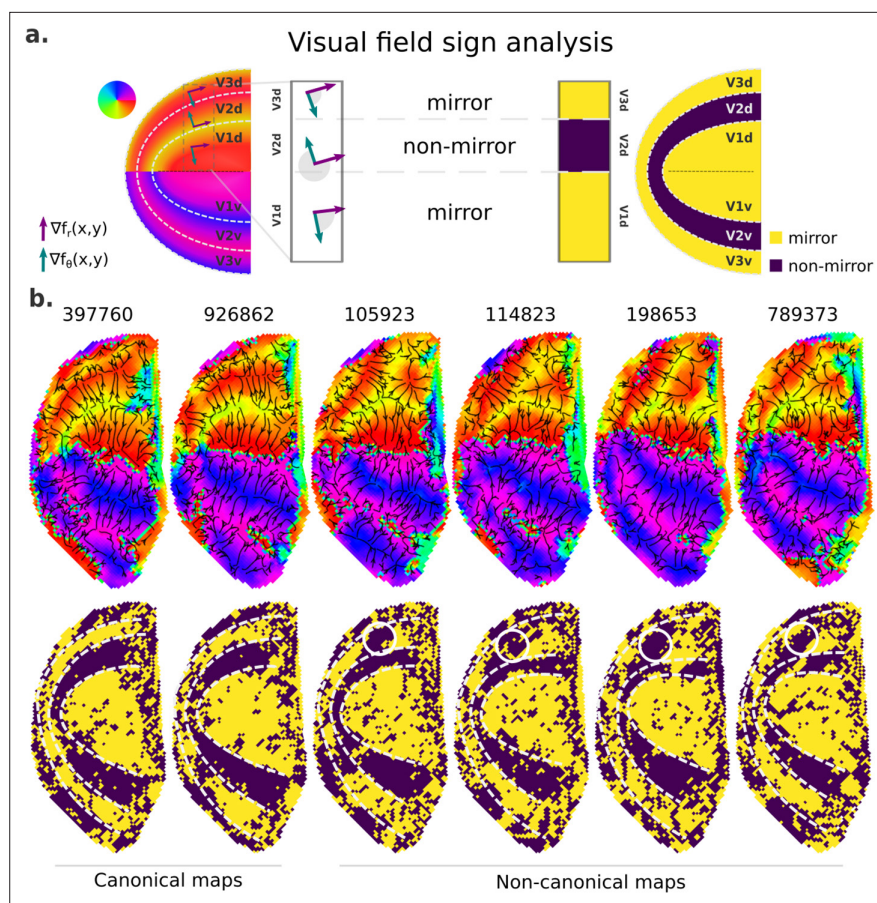 a.
Visual field sign analysis
V3d
V2d
V1d
V1v
V2v
V3v
∇fᵣ(x,y)
∇fθ(x,y)
V3d
V2d
V1d
mirror
non-mirror
mirror
V3d
V2d
V1d
V3d
V2d
V1d
V1v
V2v
V3v
mirror
non-mirror
b.
397760 926862 105923 114823 198653 789373
Canonical maps
Non-canonical maps